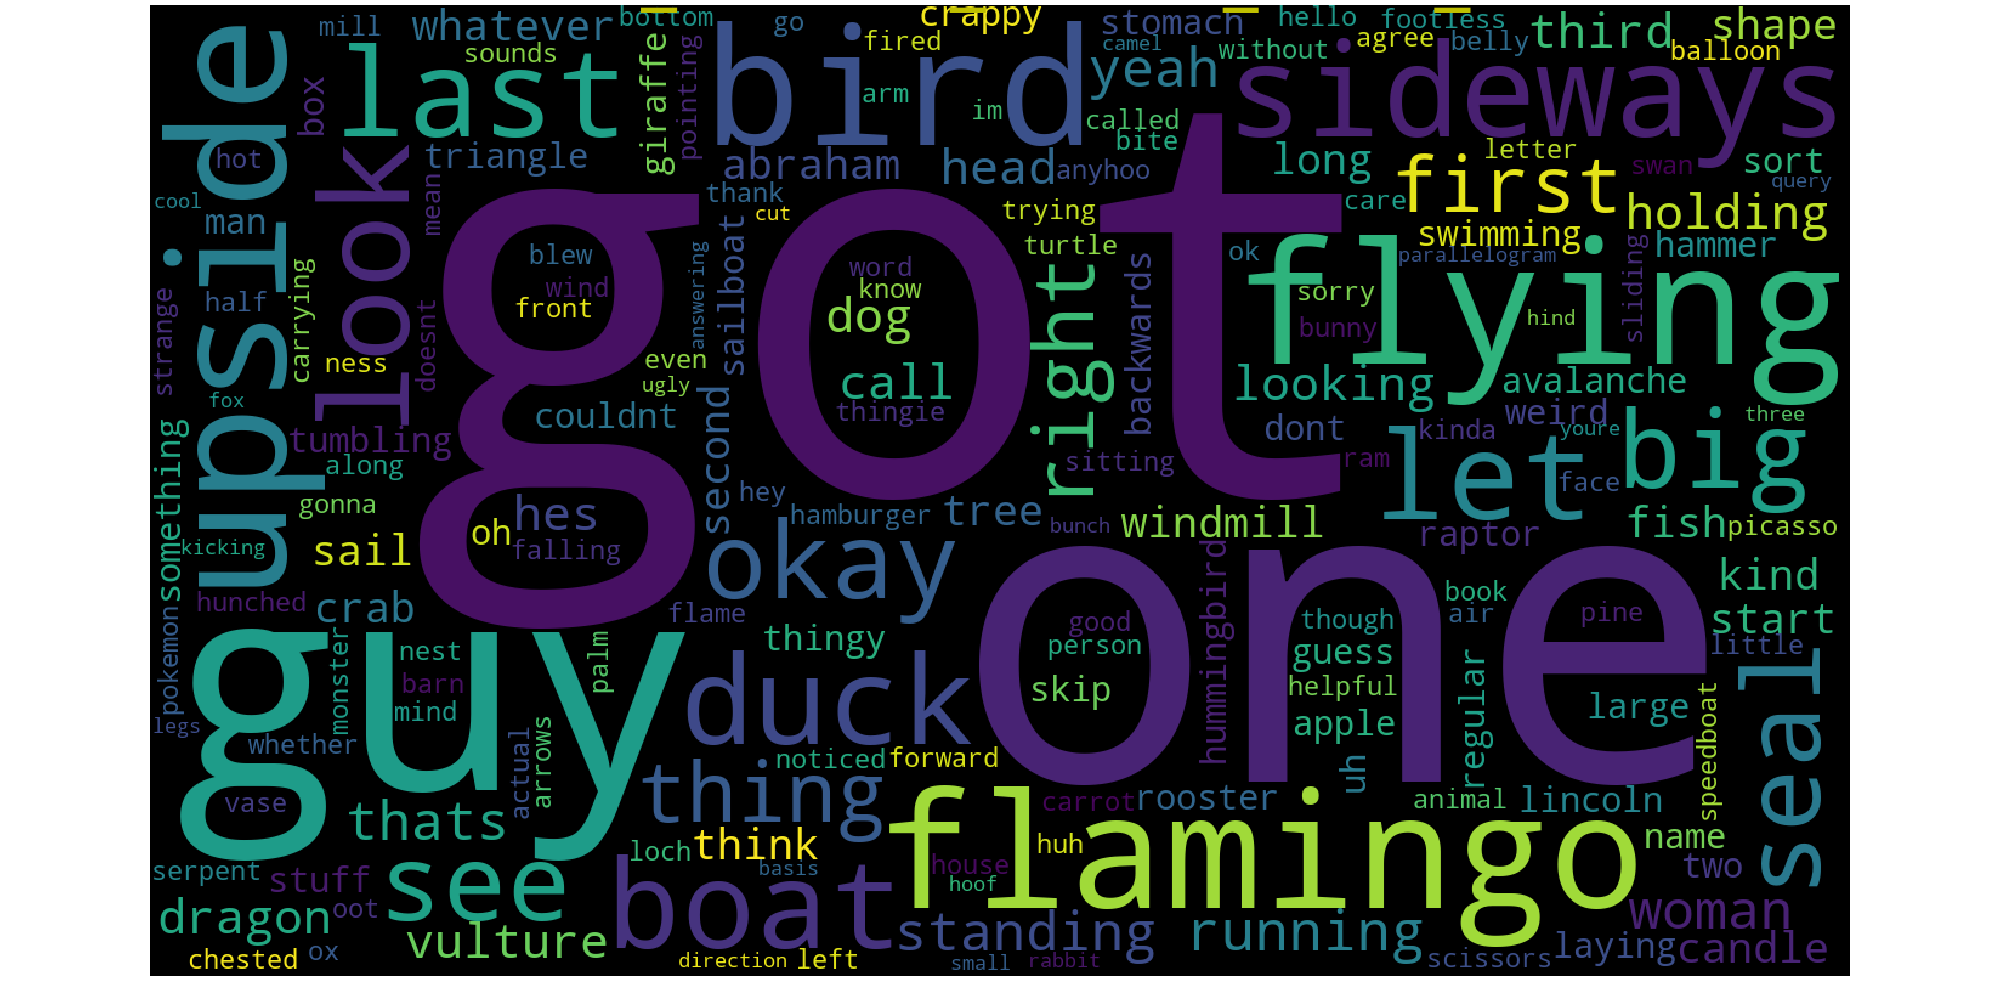 mill
whatever
bottom
go
crappy
stomach
hello
footless
third
shape
sounds
fired
camel
without
agree
belly
balloon
upside
last
giraffe
pointing
bird
yeah
sideways
box
arm
im
called
bite
hot
look
triangle
abraham
head
anyhoo
long
letter
swan
sort
query
cool
man
mean
thank
cut
trying
care
first
holding
got
blew
wind
front
answering
sailboat
word
know
dog
call
thingie
turtle
right
backwards
ok
swimming
parallelogram
sliding
hammer
flying
sorry
bunny
hind
strange
half
carrying
ness
doesnt
even
ugly
looking
avalanche
fox
tumbling
couldnt
second
sitting
dont
kinda
weird
youre
three
big
ram
let
face
something
along
gonna
hes
oh
falling
hey
hamburger
tree
bunch
windmill
raptor
fish
picasso
kicking
sail
okay
one
hummingbird
book
air
pine
kind
start
little
hunched
crab
flame
pokemon
guy
monster
nest
barn
mind
palm
thingy
duck
good
person
skip
though
guess
helpful
apple
regular
large
speedboat
seal
legs
whether
actual
arrows
noticed
forward
uh
vase
thats
thing
carrot
rooster
animal
lincoln
name
flamingo
see
loch
think
basis
house
hoof
huh
two
serpent
stuff
oot
boat
dragon
vulture
standing
running
woman
chested
ox
direction
left
small
rabbit
scissors
laying
candle